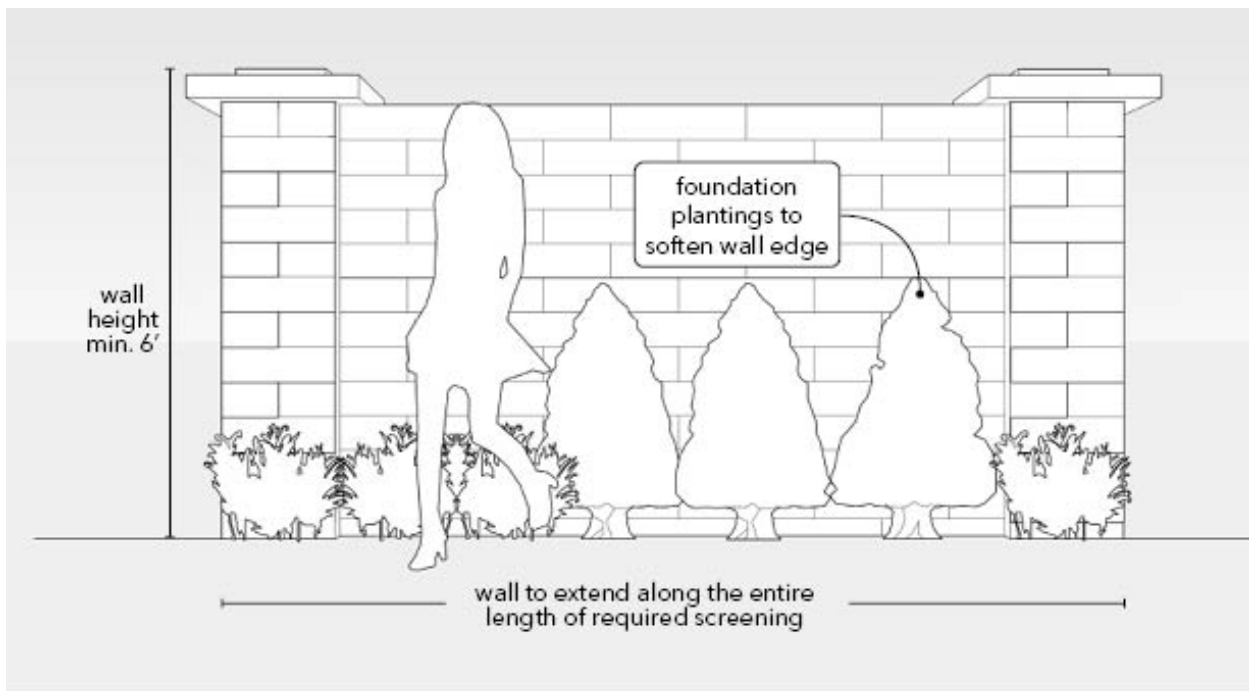 foundation
plantings to
soften wall edge
wall
height
min. 6'
wall to extend along the entire
length of required screening